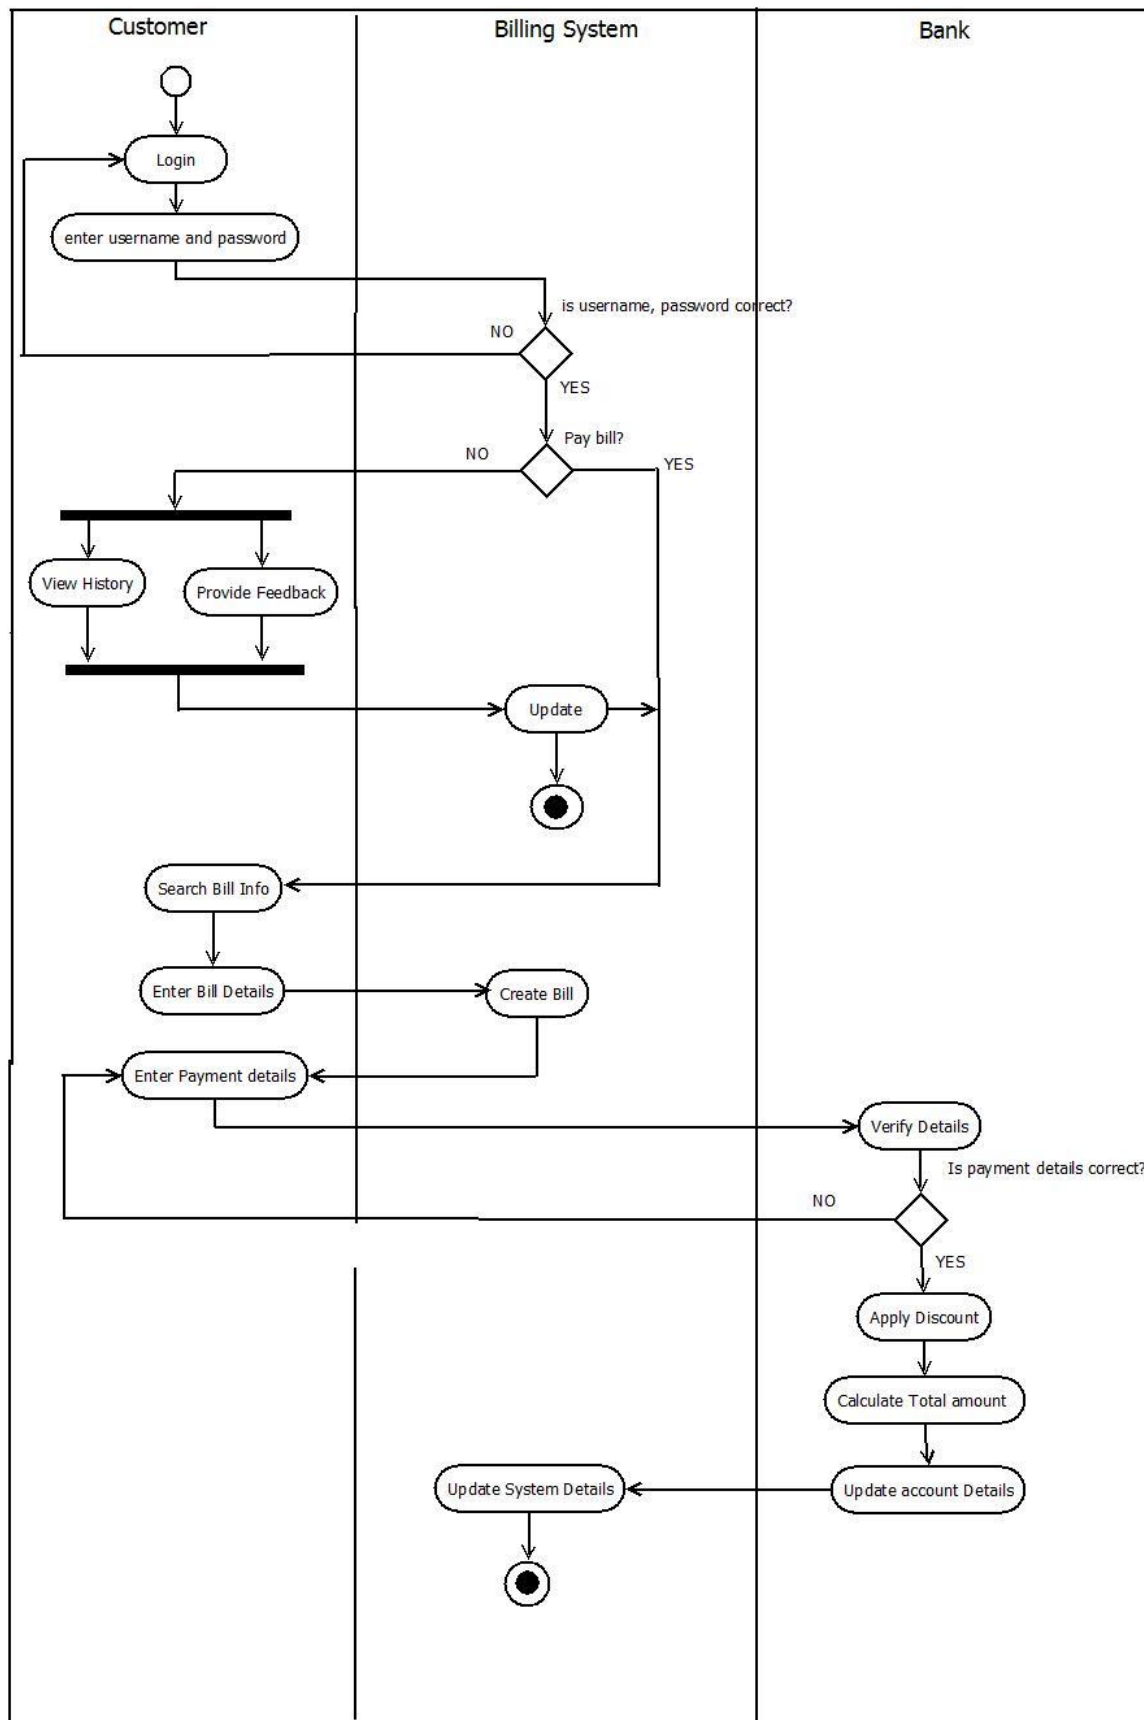 Customer
Billing System
Bank
Login
enter username and password
is username, password correct?
NO
YES
Pay bill?
NO
YES
View History
Provide Feedback
Update
Search Bill Info
Enter Bill Details
Create Bill
Enter Payment details
Verify Details
Is payment details correct?
NO
YES
Apply Discount
Calculate Total amount
Update System Details
Update account Details